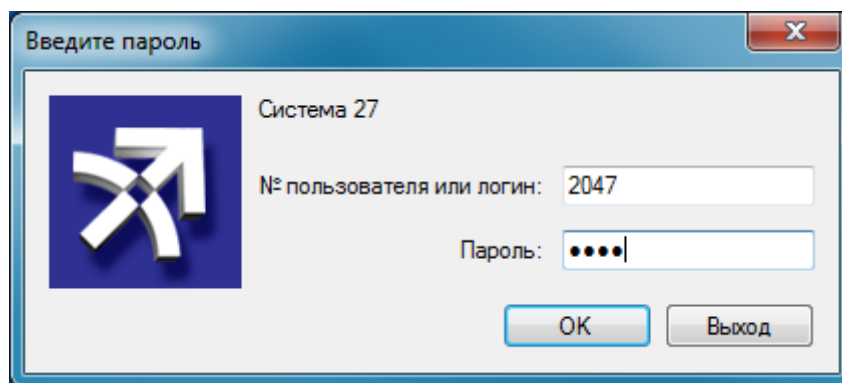 Введите пароль
Система 27
№ пользователя или логин: 2047
Пароль: ••••
OK Выход